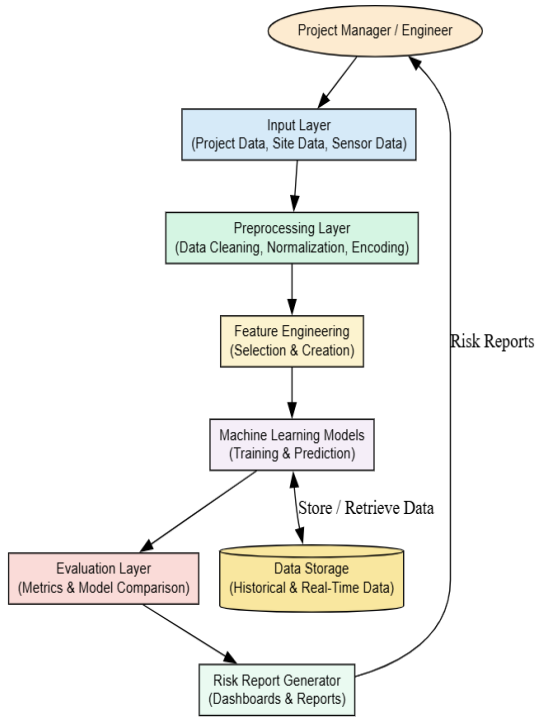 Project Manager / Engineer
Input Layer
(Project Data, Site Data, Sensor Data)
Preprocessing Layer
(Data Cleaning, Normalization, Encoding)
Feature Engineering
(Selection & Creation)
Risk Reports
Machine Learning Models
(Training & Prediction)
Store / Retrieve Data
Evaluation Layer
(Metrics & Model Comparison)
Data Storage
(Historical & Real-Time Data)
Risk Report Generator
(Dashboards & Reports)